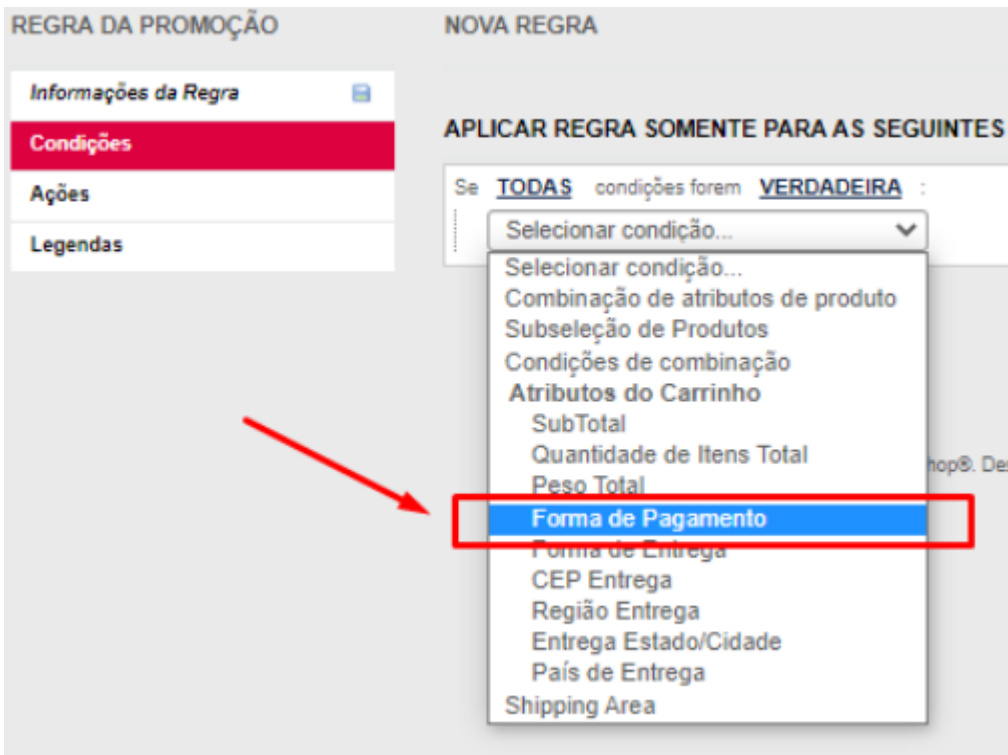 REGRA DA PROMOÇÃO
NOVA REGRA
Informações da Regra
Condições
Ações
Legendas
APLICAR REGRA SOMENTE PARA AS SEGUINTES
Se TODAS condições forem VERDADEIRA :
Selecionar condição...
Selecionar condição...
Combinação de atributos de produto
Subseleção de Produtos
Condições de combinação
Atributos do Carrinho
SubTotal
Quantidade de Itens Total
Peso Total
Forma de Pagamento
Forma de Entrega
CEP Entrega
Região Entrega
Entrega Estado/Cidade
País de Entrega
Shipping Area
hop®. Des